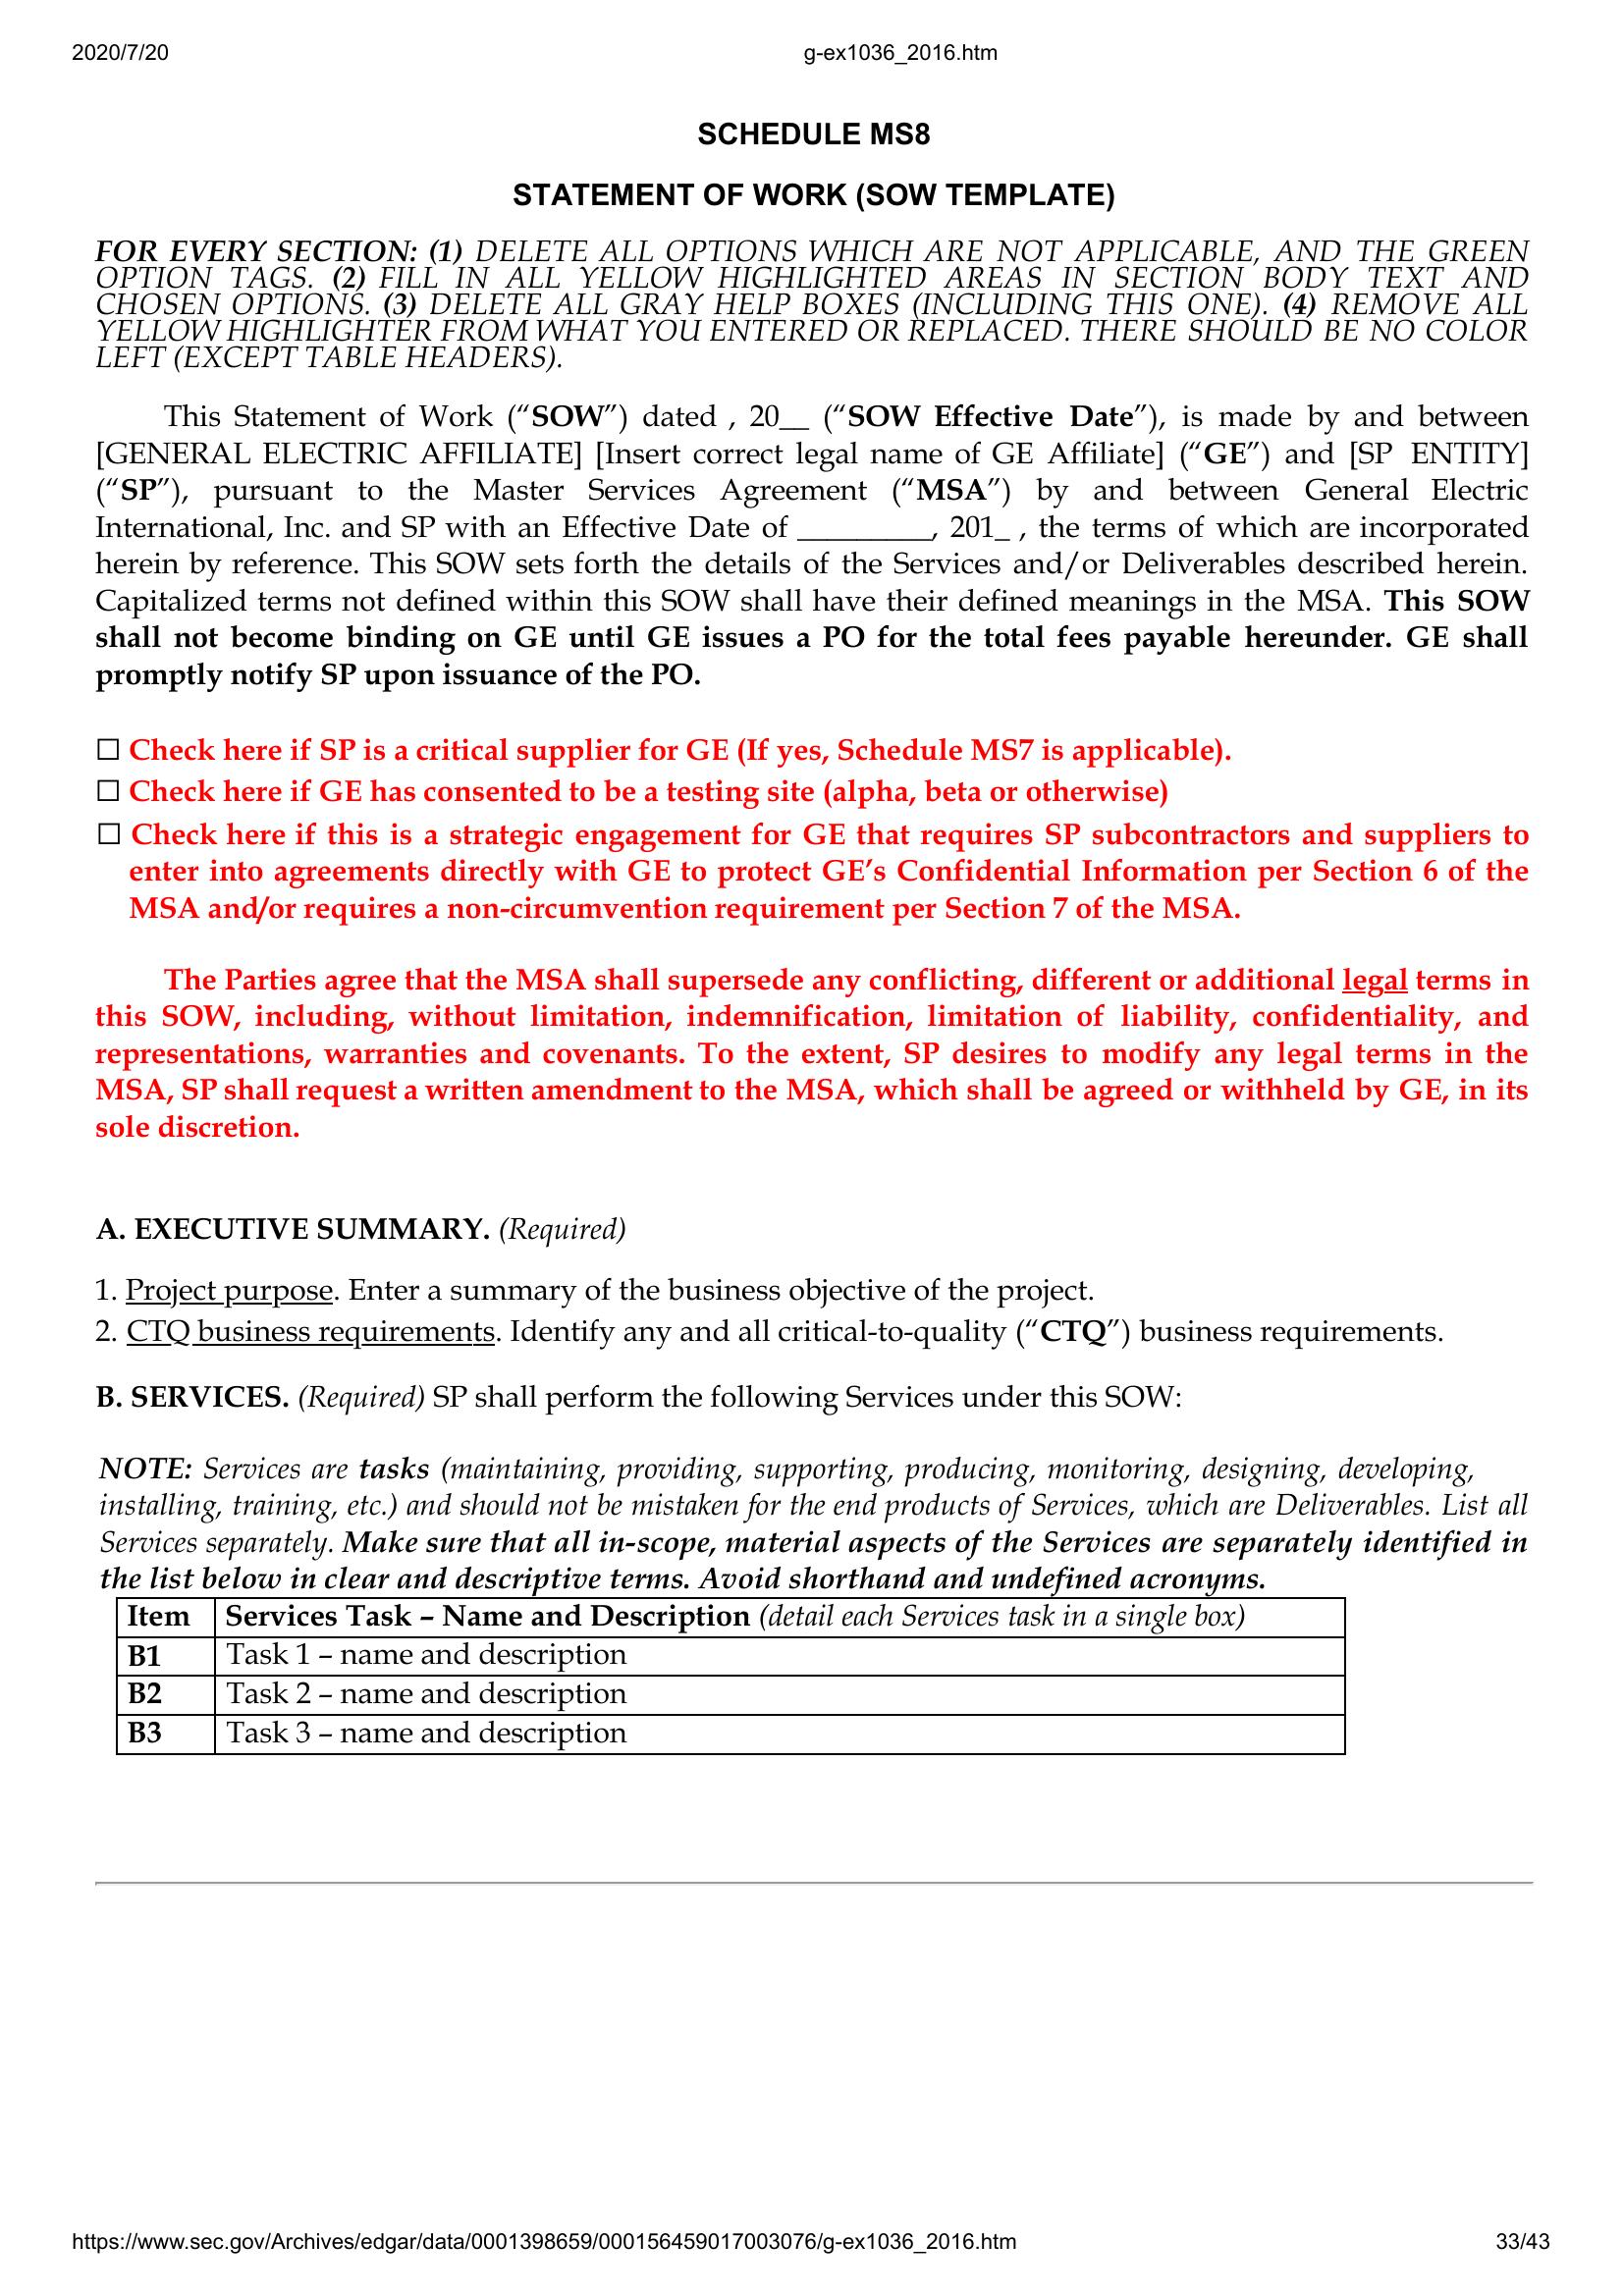 2020/7/20 g-ex1036_2016.htm
SCHEDULE MS8
STATEMENT OF WORK (SOW TEMPLATE)
FOR EVERY SECTION: (1) DELETE ALL OPTIONS WHICH ARE NOT APPLICABLE, AND THE GREEN
OPTION TAGS. (2) FILL IN ALL YELLOW HIGHLIGHTED AREAS IN SECTION BODY TEXT AND
CHOSEN OPTIONS. (3) DELETE ALL GRAY HELP BOXES (INCLUDING THIS ONE). (4) REMOVE ALL
YELLOW HIGHLIGHTER FROM WHAT YOU ENTERED OR REPLACED. THERE SHOULD BE NO COLOR
LEFT (EXCEPT TABLE HEADERS).
This Statement of Work (“SOW”) dated , 20__ (“SOW Effective Date”), is made by and between
[GENERAL ELECTRIC AFFILIATE] [Insert correct legal name of GE Affiliate] (“GE”) and [SP ENTITY]
(“SP”), pursuant to the Master Services Agreement (“MSA”) by and between General Electric
International, Inc. and SP with an Effective Date of _________, 201_ , the terms of which are incorporated
herein by reference. This SOW sets forth the details of the Services and/or Deliverables described herein.
Capitalized terms not defined within this SOW shall have their defined meanings in the MSA. This SOW
shall not become binding on GE until GE issues a PO for the total fees payable hereunder. GE shall
promptly notify SP upon issuance of the PO.
☐ Check here if SP is a critical supplier for GE (If yes, Schedule MS7 is applicable).
☐ Check here if GE has consented to be a testing site (alpha, beta or otherwise)
☐ Check here if this is a strategic engagement for GE that requires SP subcontractors and suppliers to
enter into agreements directly with GE to protect GE’s Confidential Information per Section 6 of the
MSA and/or requires a non-circumvention requirement per Section 7 of the MSA.
The Parties agree that the MSA shall supersede any conflicting, different or additional legal terms in
this SOW, including, without limitation, indemnification, limitation of liability, confidentiality, and
representations, warranties and covenants. To the extent, SP desires to modify any legal terms in the
MSA, SP shall request a written amendment to the MSA, which shall be agreed or withheld by GE, in its
sole discretion.
A. EXECUTIVE SUMMARY. (Required)
1. Project purpose. Enter a summary of the business objective of the project.
2. CTQ business requirements. Identify any and all critical-to-quality (“CTQ”) business requirements.
B. SERVICES. (Required) SP shall perform the following Services under this SOW:
NOTE: Services are tasks (maintaining, providing, supporting, producing, monitoring, designing, developing,
installing, training, etc.) and should not be mistaken for the end products of Services, which are Deliverables. List all
Services separately. Make sure that all in-scope, material aspects of the Services are separately identified in
the list below in clear and descriptive terms. Avoid shorthand and undefined acronyms.
Item Services Task – Name and Description (detail each Services task in a single box)
B1 Task 1 – name and description
B2 Task 2 – name and description
B3 Task 3 – name and description
https://www.sec.gov/Archives/edgar/data/0001398659/000156459017003076/g-ex1036_2016.htm 33/43